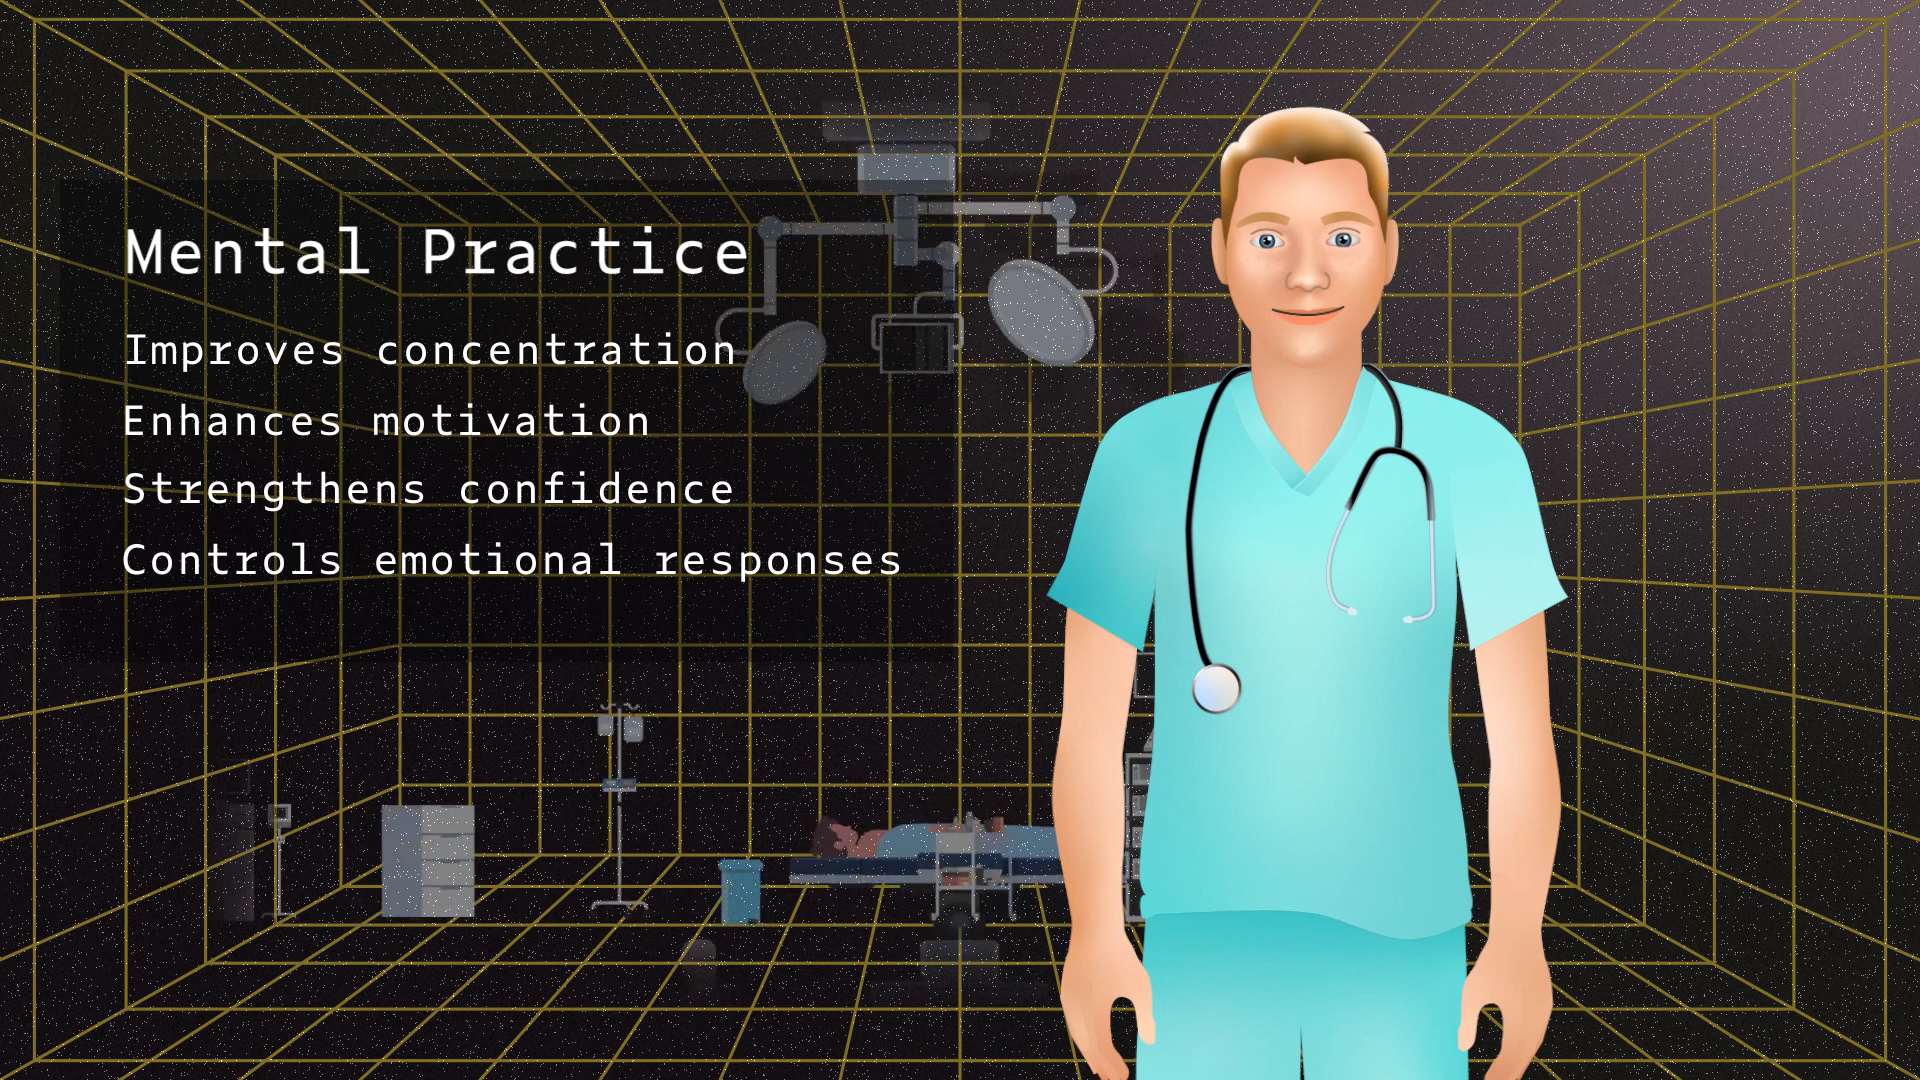 Mental Practice
Improves concentration
Enhances motivation
Strengthens confidence
Controls emotional responses